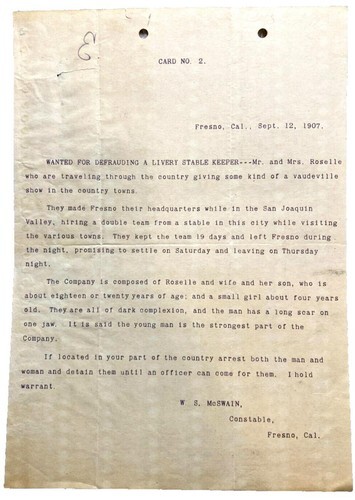 CARD NO. 2.
Fresno, Cal., Sept. 12, 1907.
WANTED FOR DEFRAUDING A LIVERY STABLE KEEPER---Mr. and Mrs. Roselle
who are traveling through the country giving some kind of a vaudeville
show in the country towns.
They made Fresno their headquarters while in the San Joaquin
Valley, hiring a double team from a stable in this city while visiting
the various towns. They kept the team 19 days and left Fresno during
the night, promising to settle on Saturday and leaving on Thursday
night.
The Company is composed of Roselle and wife and her son, who is
about eighteen or twenty years of age; and a small girl about four years
old. They are all of dark complexion, and the man has a long scar on
one jaw. It is said the young man is the strongest part of the
Company.
If located in your part of the country arrest both the man and
woman and detain them until an officer can come for them. I hold
warrant.
W. S. McSWAIN,
Constable,
Fresno, Cal.